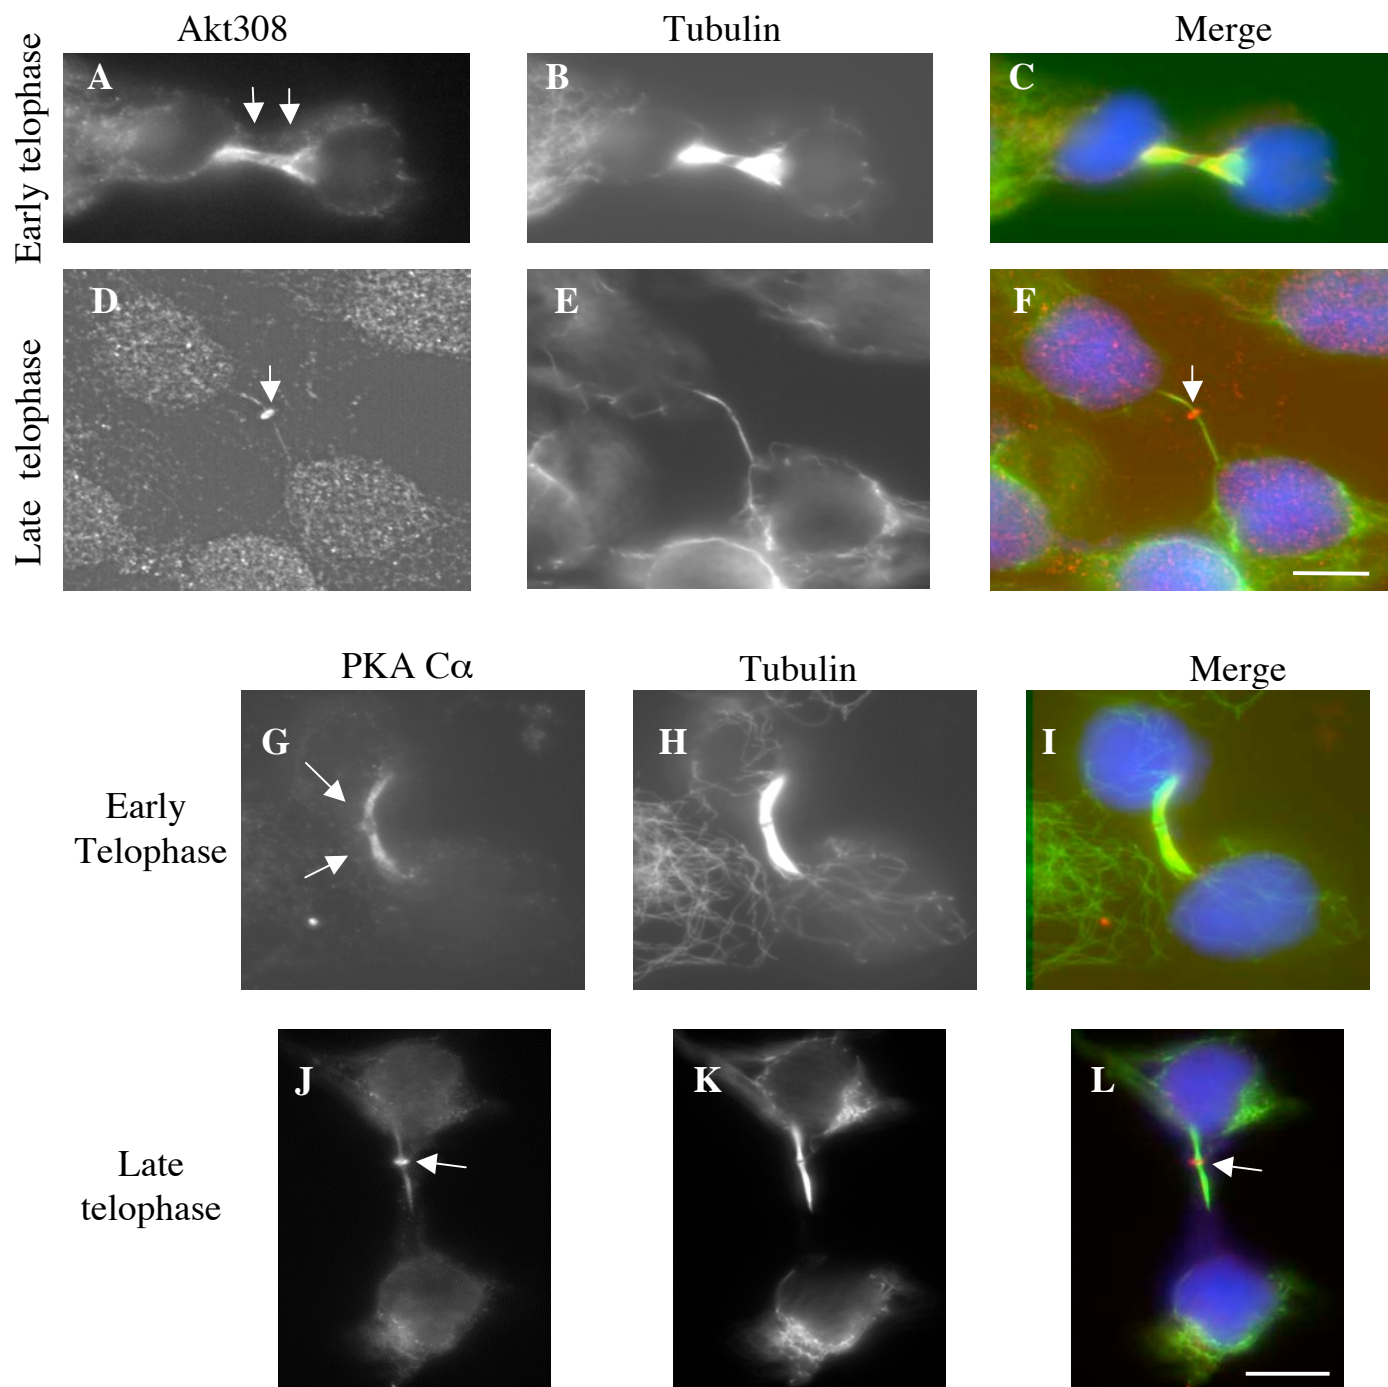 Akt308 Tubulin Merge
Early telophase
A B C
Late telophase
D E F
PKA Cα Tubulin Merge
Early
Telophase
G H I
Late
telophase
J K L